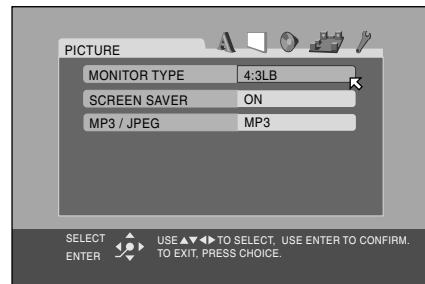 PICTURE
MONITOR TYPE 4:3LB
SCREEN SAVER ON
MP3 / JPEG MP3
SELECT
ENTER
USE ▲▼◀▶ TO SELECT, USE ENTER TO CONFIRM.
TO EXIT, PRESS CHOICE.